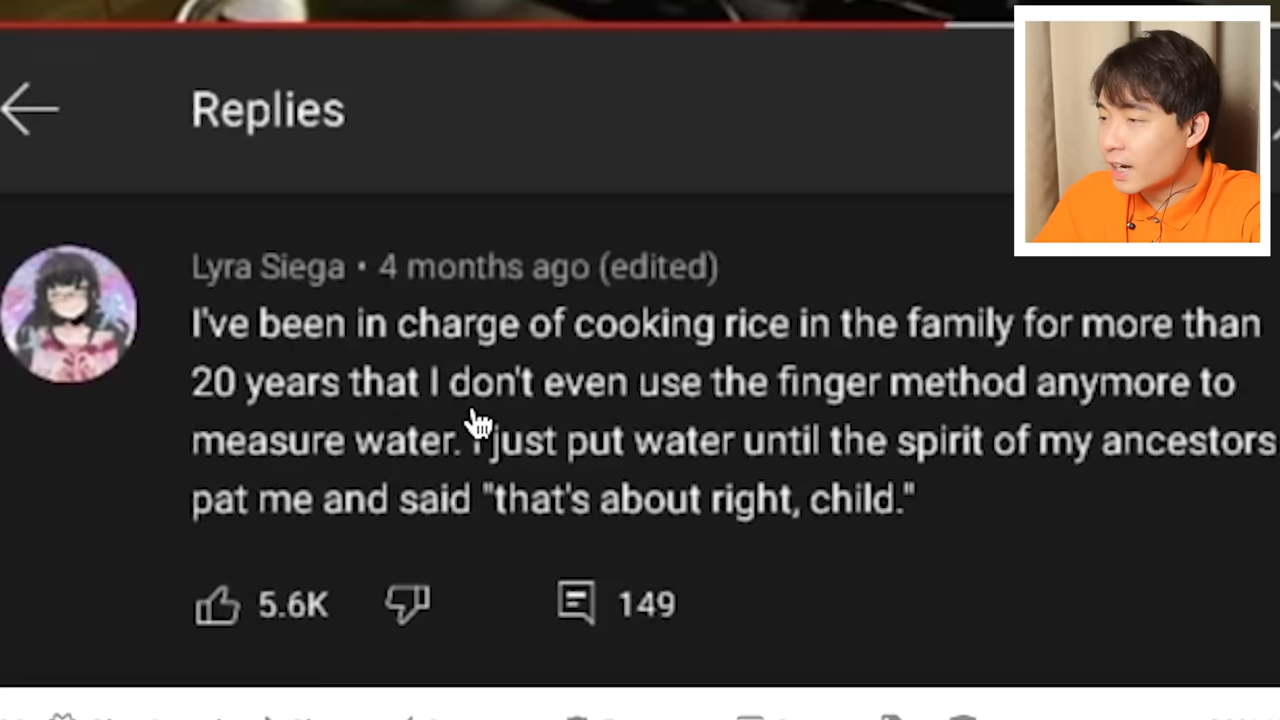 Replies
Lyra Siega • 4 months ago (edited)
I've been in charge of cooking rice in the family for more than
20 years that I don't even use the finger method anymore to
measure water. I just put water until the spirit of my ancestors
pat me and said "that's about right, child."
5.6K 149